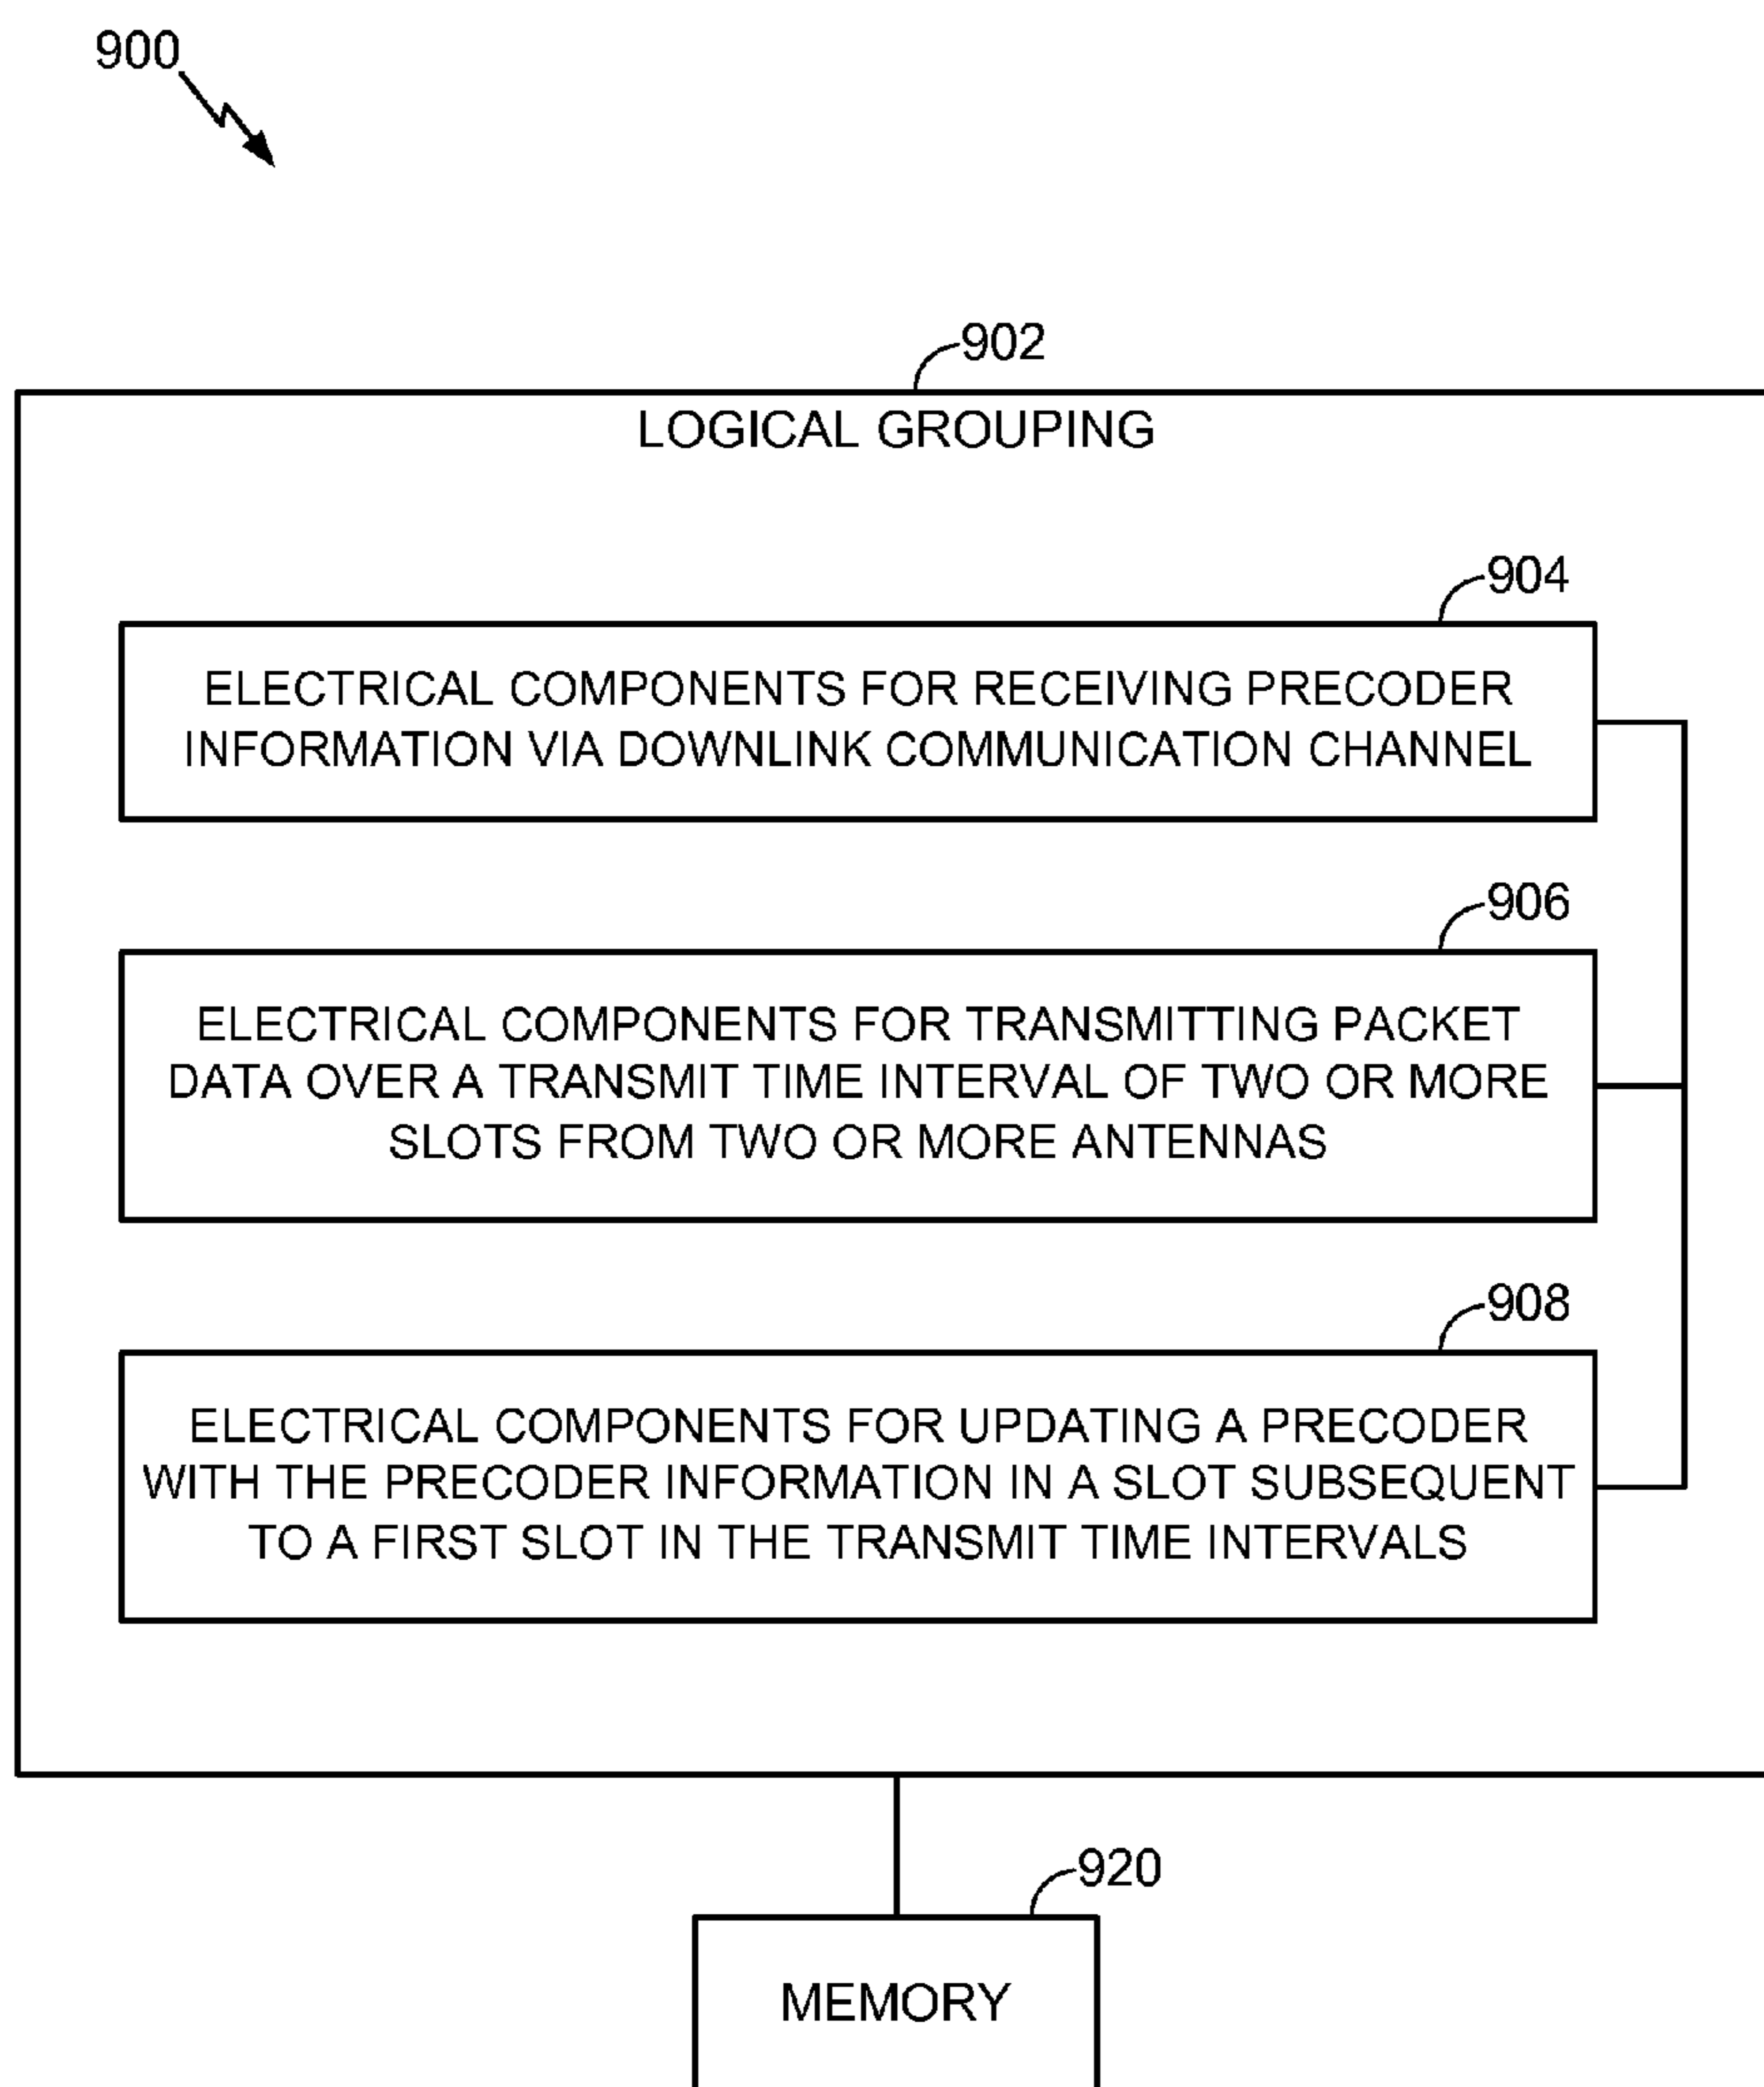 900
902
LOGICAL GROUPING
904
ELECTRICAL COMPONENTS FOR RECEIVING PRECODER
INFORMATION VIA DOWNLINK COMMUNICATION CHANNEL
906
ELECTRICAL COMPONENTS FOR TRANSMITTING PACKET
DATA OVER A TRANSMIT TIME INTERVAL OF TWO OR MORE
SLOTS FROM TWO OR MORE ANTENNAS
908
ELECTRICAL COMPONENTS FOR UPDATING A PRECODER
WITH THE PRECODER INFORMATION IN A SLOT SUBSEQUENT
TO A FIRST SLOT IN THE TRANSMIT TIME INTERVALS
920
MEMORY